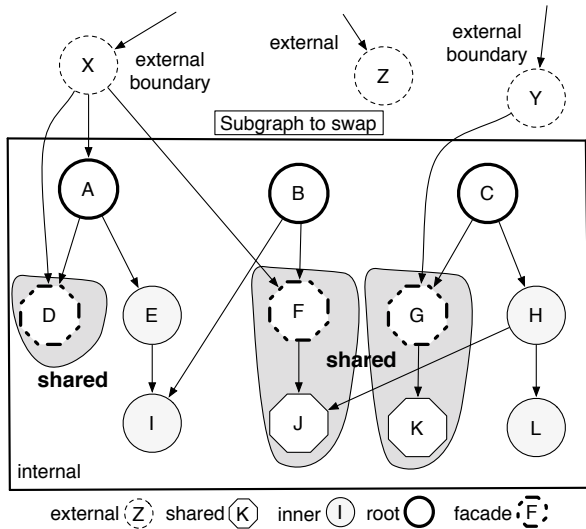 X
external
boundary
external
Z
external
boundary
Y
Subgraph to swap
A
B
C
D
E
F
G
H
shared
shared
I
J
K
L
internal
external Z shared K inner I root facade F